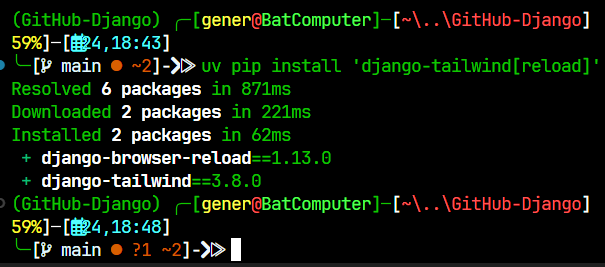 (GitHub-Django) ╭─[gener@BatComputer]─[~\..\GitHub-Django]
59%]─[24,18:43]
╰─[ main ● ~2]─❯ uv pip install 'django-tailwind[reload]'
Resolved 6 packages in 871ms
Downloaded 2 packages in 221ms
Installed 2 packages in 62ms
+ django-browser-reload==1.13.0
+ django-tailwind==3.8.0
(GitHub-Django) ╭─[gener@BatComputer]─[~\..\GitHub-Django]
59%]─[24,18:48]
╰─[ main ● ?1 ~2]─❯